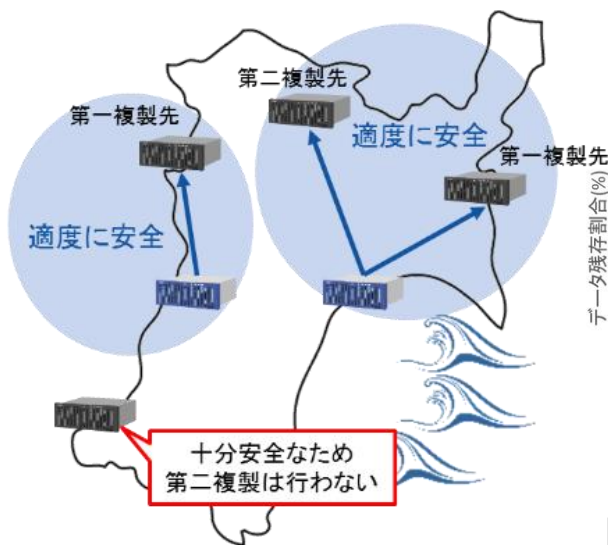 第二複製先
第一複製先
適度に安全
第一複製先
適度に安全
十分安全なため
第二複製は行わない
データ残存割合(%)